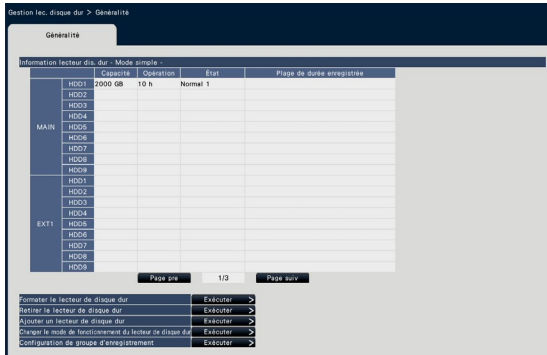 Gestion lec. disque dur > Généralité
Généralité
Information lecteur dis. dur - Mode simple -
Capacité Opération État Plage de durée enregistrée
MAIN
HDD1 2000 GB 10 h Normal 1
HDD2
HDD3
HDD4
HDD5
HDD6
HDD7
HDD8
HDD9
EXT1
HDD1
HDD2
HDD3
HDD4
HDD5
HDD6
HDD7
HDD8
HDD9
Page pre 1/3 Page suiv
Formater le lecteur de disque dur Exécuter >
Retirer le lecteur de disque dur Exécuter >
Ajouter un lecteur de disque dur Exécuter >
Changer le mode de fonctionnement du lecteur de disque dur Exécuter >
Configuration de groupe d'enregistrement Exécuter >